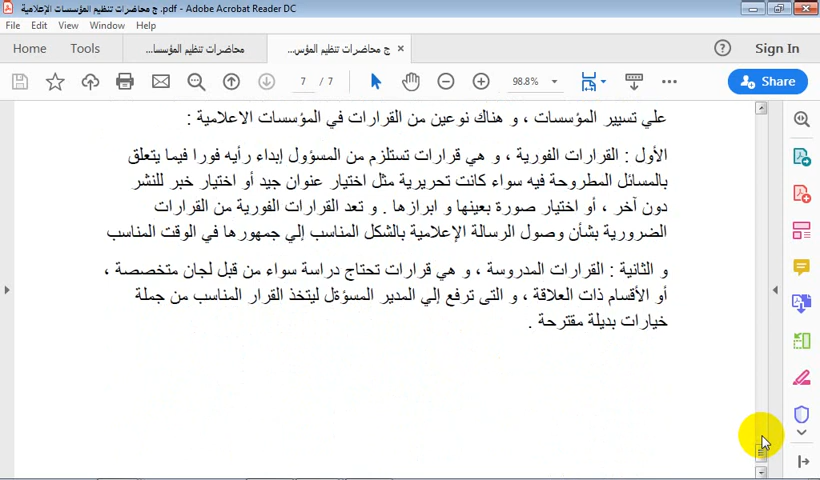 ج محاضرات تنظيم المؤسسات الإعلامية .pdf - Adobe Acrobat Reader DC
File Edit View Window Help
Home Tools محاضرات تنظيم المؤسسا... ج محاضرات تنظيم المؤس... × Sign In
7 / 7 98.8% Share
علي تسيير المؤسسات ، و هناك نوعين من القرارات في المؤسسات الاعلامية :
الأول : القرارات الفورية ، و هي قرارات تستلزم من المسؤول إبداء رأيه فورا فيما يتعلق
بالمسائل المطروحة فيه سواء كانت تحريرية مثل اختيار عنوان جيد أو اختيار خبر للنشر
دون آخر ، أو اختيار صورة بعينها و ابرازها . و تعد القرارات الفورية من القرارات
الضرورية بشأن وصول الرسالة الإعلامية بالشكل المناسب إلي جمهورها في الوقت المناسب
و الثانية : القرارات المدروسة ، و هي قرارات تحتاج دراسة سواء من قبل لجان متخصصة ،
أو الأقسام ذات العلاقة ، و التى ترفع إلي المدير المسؤل ليتخذ القرار المناسب من جملة
خيارات بديلة مقترحة .